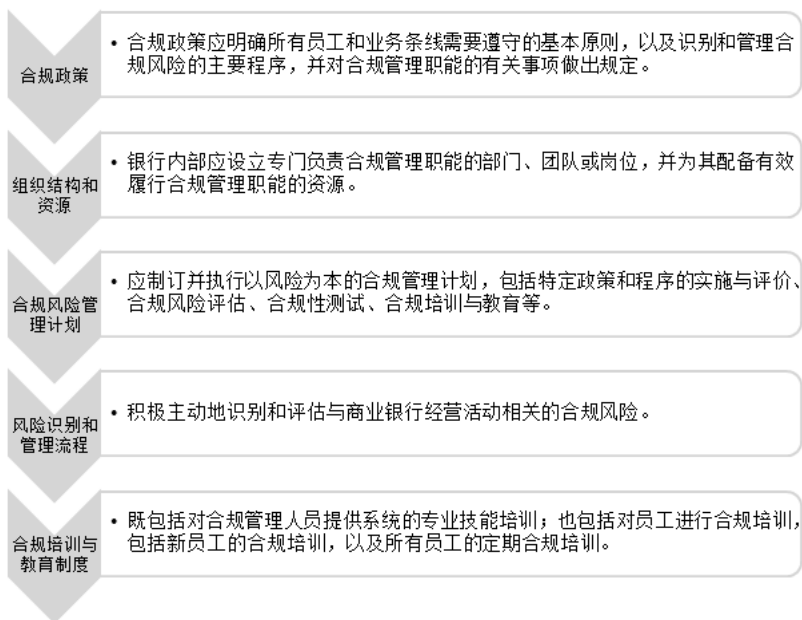 合规政策
• 合规政策应明确所有员工和业务条线需要遵守的基本原则，以及识别和管理合
规风险的主要程序，并对合规管理职能的有关事项做出规定。
组织结构和
资源
• 银行内部应设立专门负责合规管理职能的部门、团队或岗位，并为其配备有效
履行合规管理职能的资源。
合规风险管
理计划
• 应制订并执行以风险为本的合规管理计划，包括特定政策和程序的实施与评价、
合规风险评估、合规性测试、合规培训与教育等。
风险识别和
管理流程
• 积极主动地识别和评估与商业银行经营活动相关的合规风险。
合规培训与
教育制度
• 既包括对合规管理人员提供系统的专业技能培训；也包括对员工进行合规培训，
包括新员工的合规培训，以及所有员工的定期合规培训。